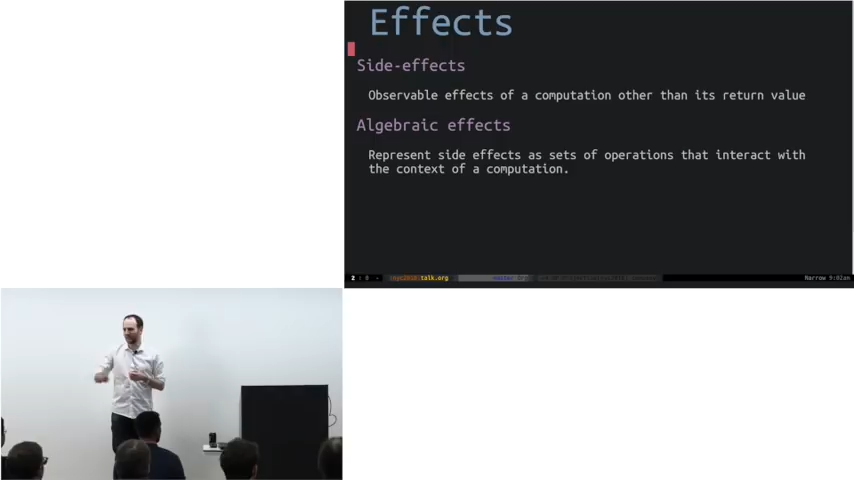 Effects
Side-effects
Observable effects of a computation other than its return value
Algebraic effects
Represent side effects as sets of operations that interact with
the context of a computation.
talk.org
Narrow 9:02am